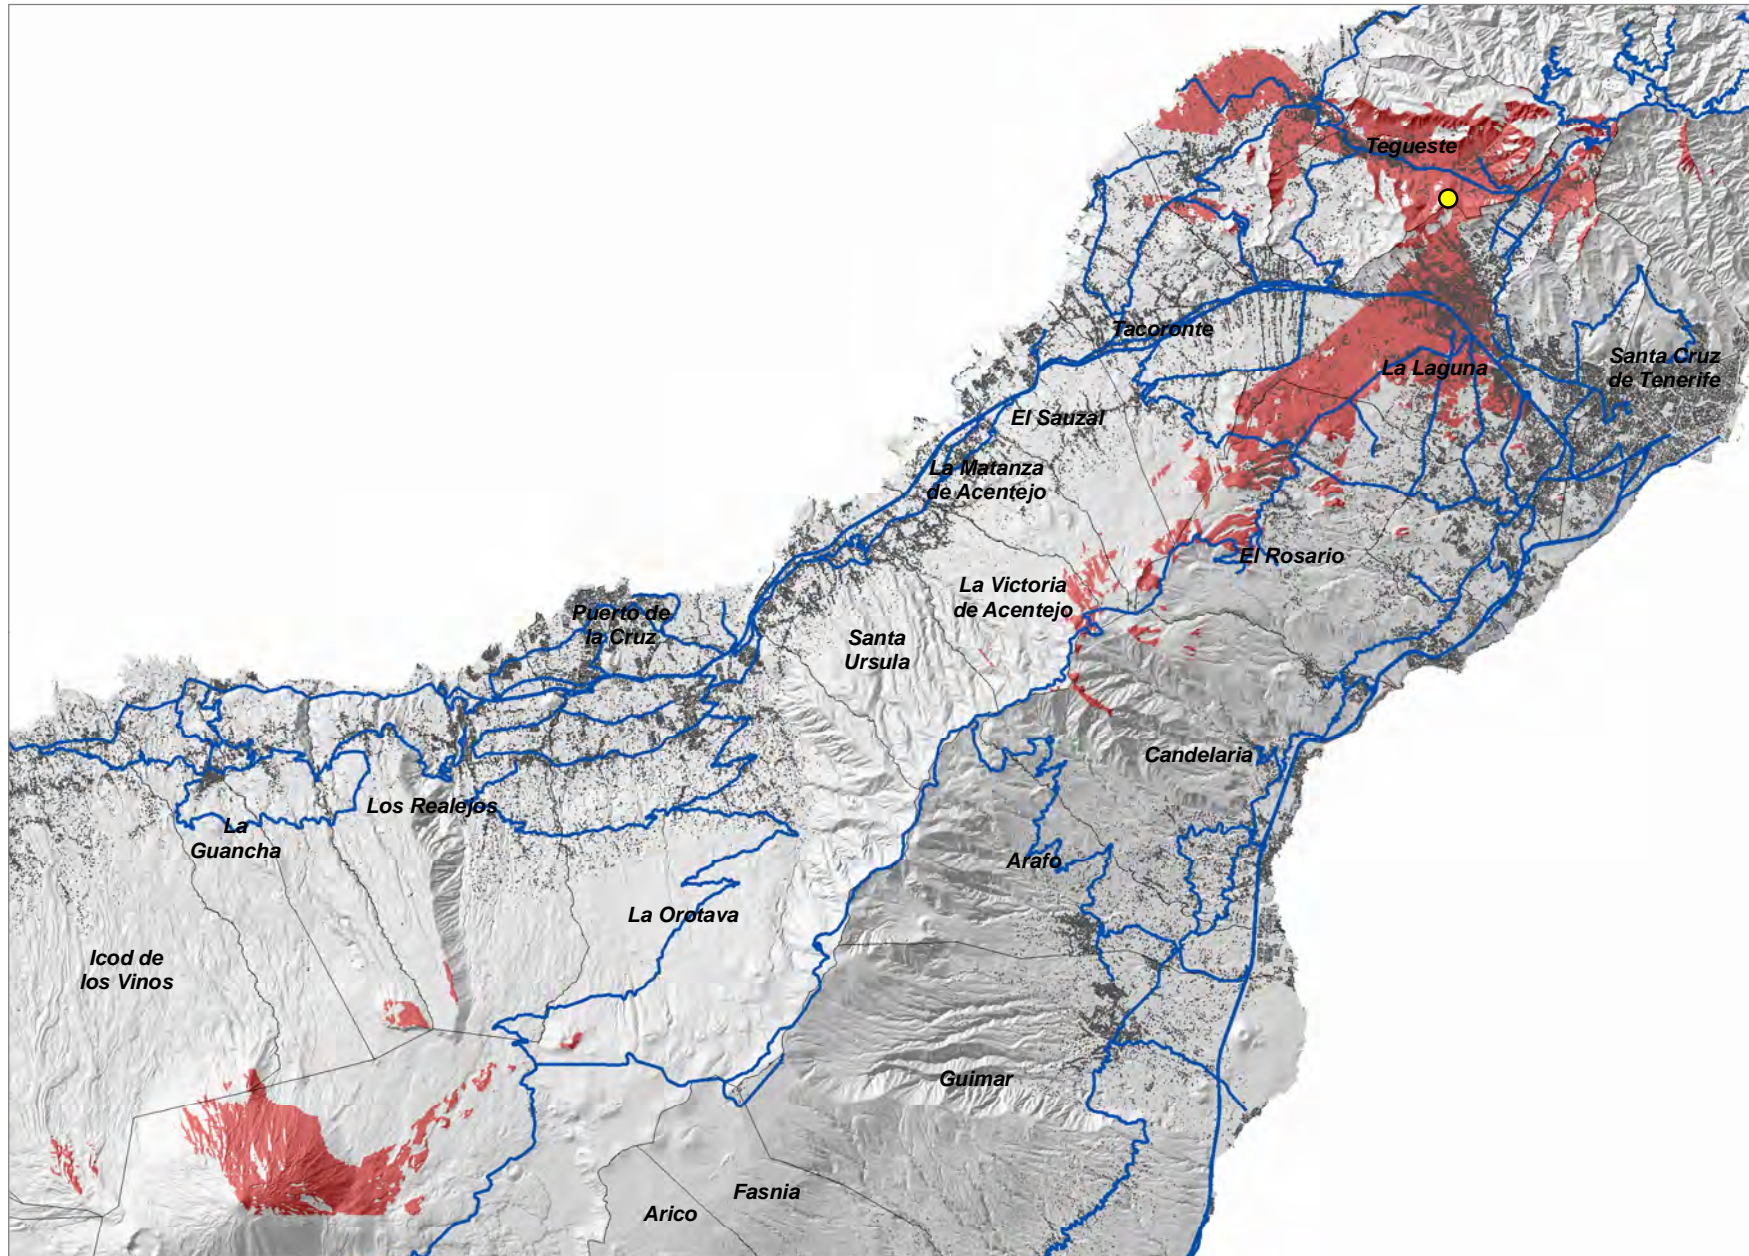 Tegueste
Tacoronte
Santa Cruz
de Tenerife
La Laguna
El Sauzal
La Matanza
de Acentejo
El Rosario
La Victoria
de Acentejo
Puerto de
la Cruz
Santa
Ursula
Candelaria
Los Realejos
La
Guancha
Arafo
La Orotava
Icod de
los Vinos
Guimar
Fasnia
Arico